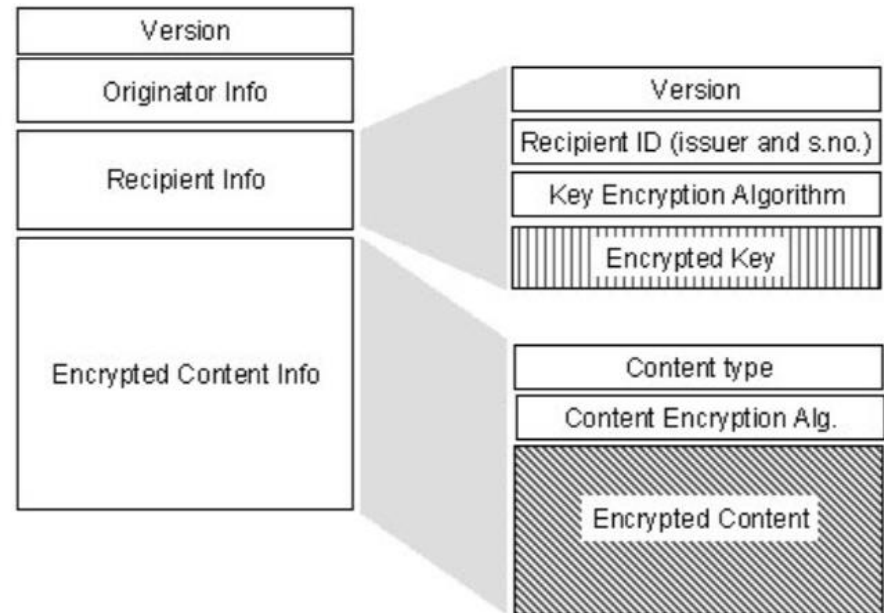 Version
Originator Info
Recipient Info
Encrypted Content Info
Version
Recipient ID (issuer and s.no.)
Key Encryption Algorithm
Encrypted Key
Content type
Content Encryption Alg.
Encrypted Content